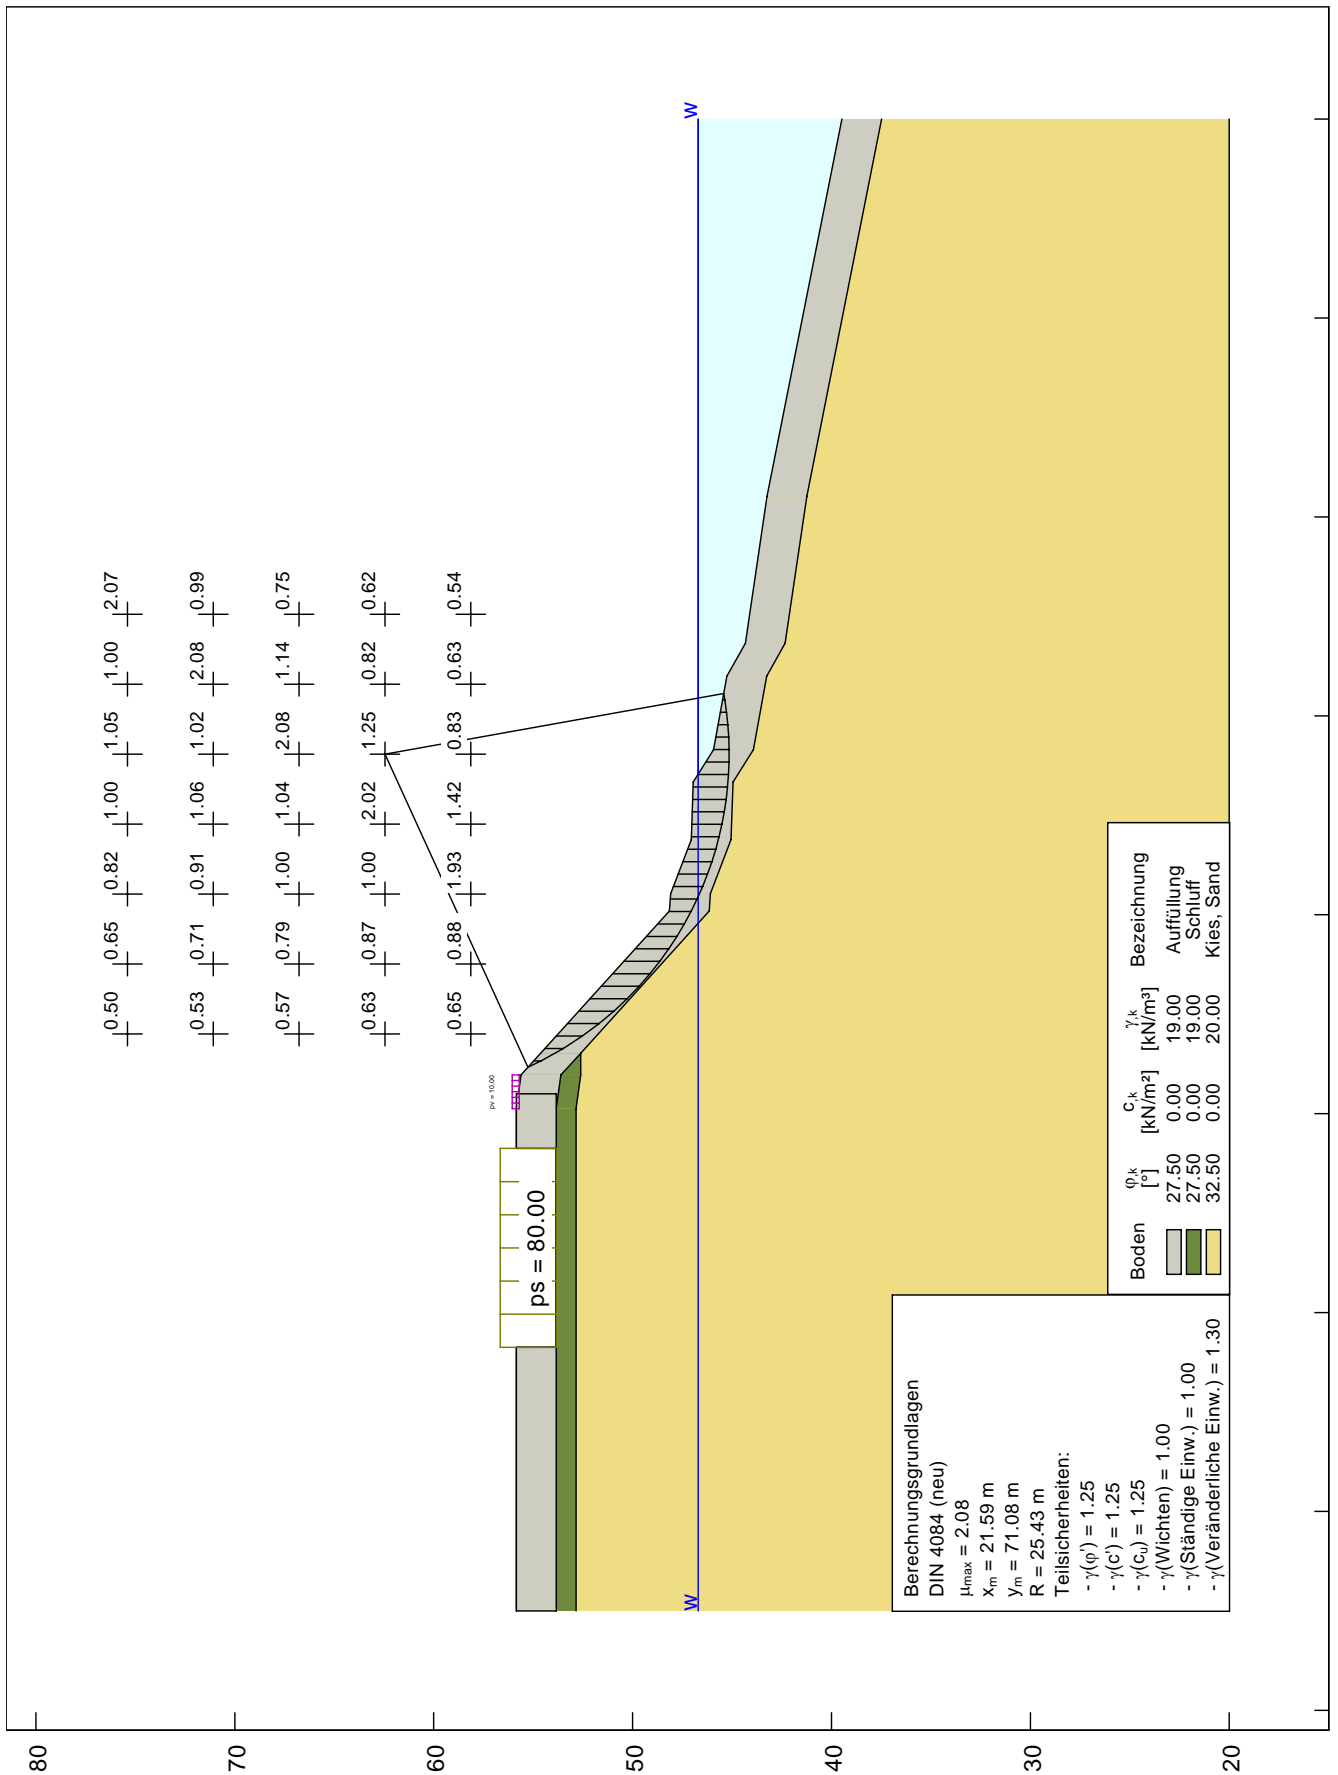 0.50 0.65 0.82 1.00 1.05 1.00 2.07
0.53 0.71 0.91 1.06 1.02 2.08 0.99
0.57 0.79 1.00 1.04 2.08 1.14 0.75
0.63 0.87 1.00 2.02 1.25 0.82 0.62
0.65 0.88 1.93 1.42 0.83 0.63 0.54
pv = 10.00
ps = 80.00
W W
Berechnungsgrundlagen
DIN 4084 (neu)
μmax = 2.08
xm = 21.59 m
ym = 71.08 m
R = 25.43 m
Teilsicherheiten:
- γ(φ') = 1.25
- γ(c') = 1.25
- γ(cu) = 1.25
- γ(Wichten) = 1.00
- γ(Ständige Einw.) = 1.00
- γ(Veränderliche Einw.) = 1.30
Boden φ,k c,k γ,k Bezeichnung
[°] [kN/m²] [kN/m³]
27.50 0.00 19.00 Auffüllung
27.50 0.00 19.00 Schluff
32.50 0.00 20.00 Kies, Sand
80
70
60
50
40
30
20